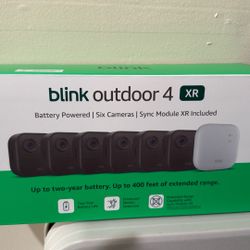 blink
blink outdoor 4 XR
Battery Powered | Six Cameras | Sync Module XR Included
Up to two-year battery. Up to 400 feet of extended range.